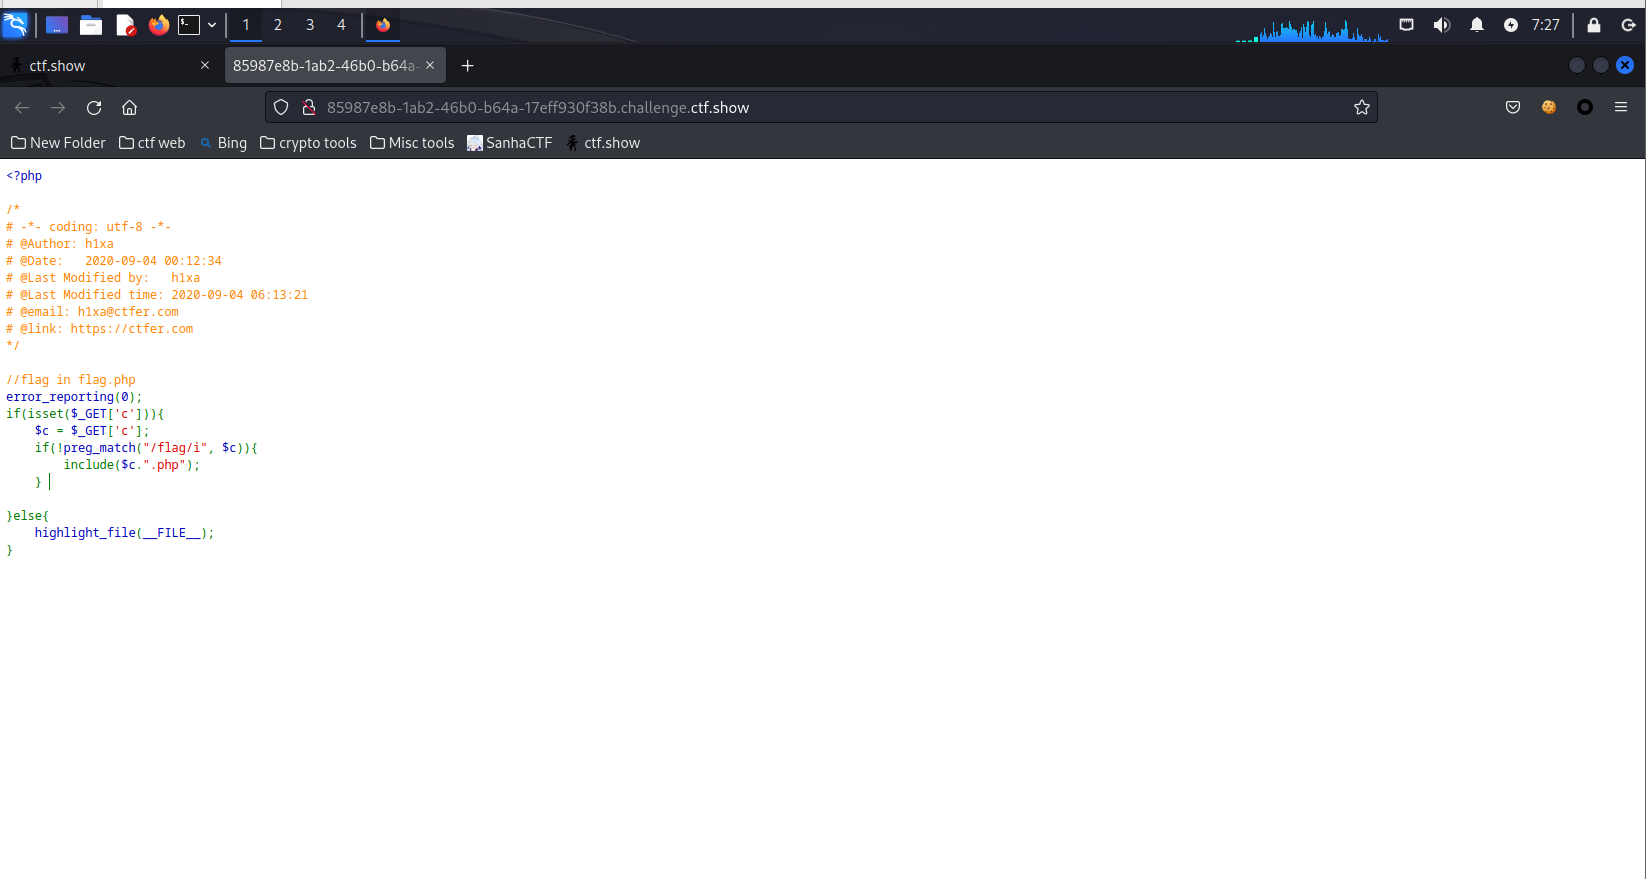 1 2 3 4 7:27
ctf.show 85987e8b-1ab2-46b0-b64a-
85987e8b-1ab2-46b0-b64a-17eff930f38b.challenge.ctf.show
New Folder ctf web Bing crypto tools Misc tools SanhaCTF ctf.show
<?php
/*
# -*- coding: utf-8 -*-
# @Author: h1xa
# @Date:   2020-09-04 00:12:34
# @Last Modified by:   h1xa
# @Last Modified time: 2020-09-04 06:13:21
# @email: h1xa@ctfer.com
# @link: https://ctfer.com
*/
//flag in flag.php
error_reporting(0);
if(isset($_GET['c'])){
    $c = $_GET['c'];
    if(!preg_match("/flag/i", $c)){
        include($c.".php");
    }
}else{
    highlight_file(__FILE__);
}